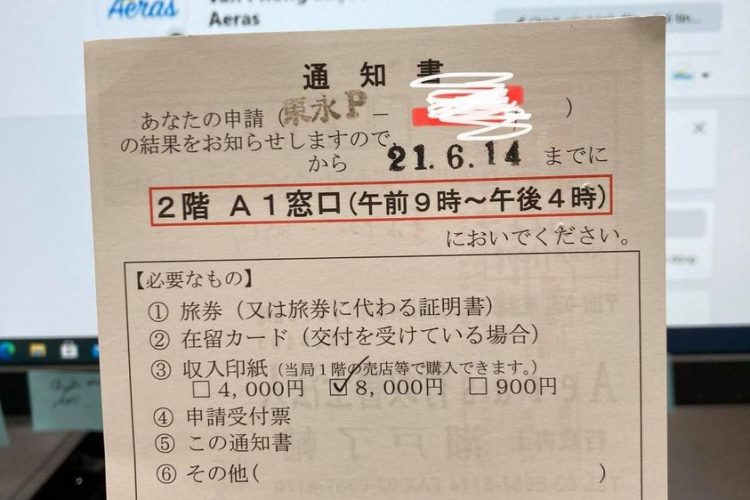 Aeras
Aeras
通知書
あなたの申請(東永P－ )
の結果をお知らせしますので、
から 21.6.14 までに
2階 A1窓口(午前9時～午後4時)
においでください。
【必要なもの】
① 旅券（又は旅券に代わる証明書）
② 在留カード（交付を受けている場合）
③ 収入印紙（当局１階の売店等で購入できます。）
□ 4,000円 ☑ 8,000円 □ 900円
④ 申請受付票
⑤ この通知書
⑥ その他( )